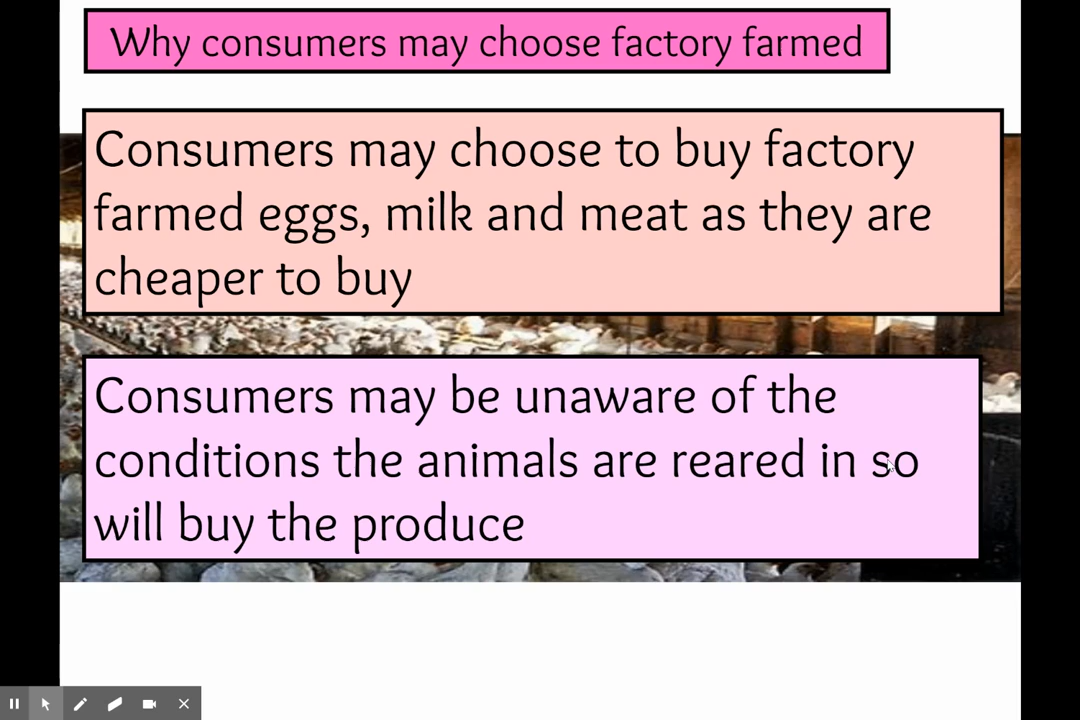 Why consumers may choose factory farmed
Consumers may choose to buy factory
farmed eggs, milk and meat as they are
cheaper to buy
Consumers may be unaware of the
conditions the animals are reared in so
will buy the produce